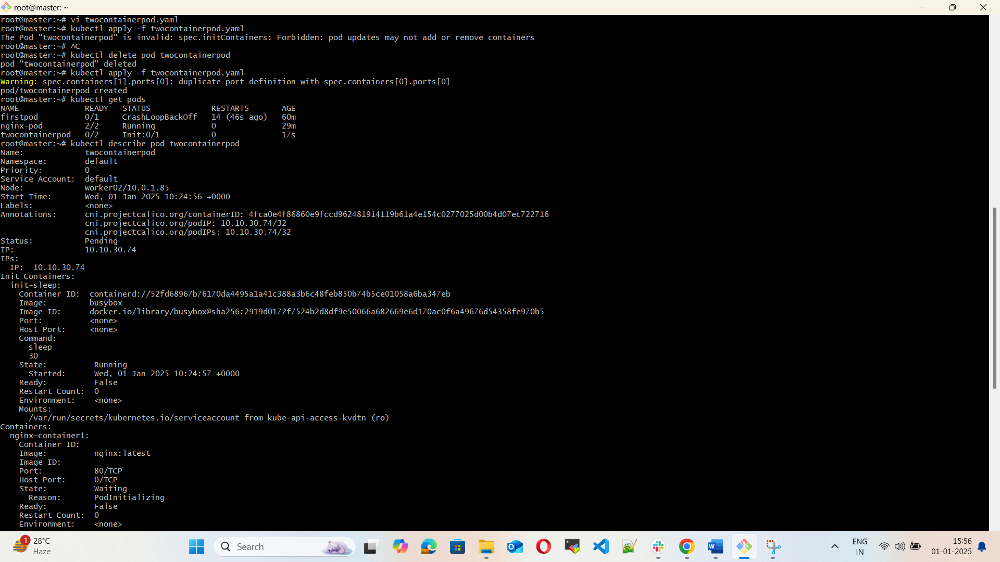 root@master: ~
root@master:~# vi twocontainerpod.yaml
root@master:~# kubectl apply -f twocontainerpod.yaml
The Pod "twocontainerpod" is invalid: spec.initContainers: Forbidden: pod updates may not add or remove containers
root@master:~# ^C
root@master:~# kubectl delete pod twocontainerpod
pod "twocontainerpod" deleted
root@master:~# kubectl apply -f twocontainerpod.yaml
Warning: spec.containers[1].ports[0]: duplicate port definition with spec.containers[0].ports[0]
pod/twocontainerpod created
root@master:~# kubectl get pods
NAME READY STATUS RESTARTS AGE
firstpod 0/1 CrashLoopBackOff 14 (46s ago) 60m
nginx-pod 2/2 Running 0 29m
twocontainerpod 0/2 Init:0/1 0 17s
root@master:~# kubectl describe pod twocontainerpod
Name: twocontainerpod
Namespace: default
Priority: 0
Service Account: default
Node: worker02/10.0.1.85
Start Time: Wed, 01 Jan 2025 10:24:56 +0000
Labels: <none>
Annotations: cni.projectcalico.org/containerID: 4fca0e4f86860e9fccd962481914119b61a4e154c0277025d00b4d07ec722716
cni.projectcalico.org/podIP: 10.10.30.74/32
cni.projectcalico.org/podIPs: 10.10.30.74/32
Status: Pending
IP: 10.10.30.74
IPs:
IP: 10.10.30.74
Init Containers:
init-sleep:
Container ID: containerd://52fd68967b76170da4495a1a41c388a3b6c48feb850b74b5ce01058a6ba347eb
Image: busybox
Image ID: docker.io/library/busybox@sha256:2919d0172f7524b2d8df9e50066a682669e6d170ac0f6a49676d54358fe970b5
Port: <none>
Host Port: <none>
Command:
sleep
30
State: Running
Started: Wed, 01 Jan 2025 10:24:57 +0000
Ready: False
Restart Count: 0
Environment: <none>
Mounts:
/var/run/secrets/kubernetes.io/serviceaccount from kube-api-access-kvdtn (ro)
Containers:
nginx-container1:
Container ID:
Image: nginx:latest
Image ID:
Port: 80/TCP
Host Port: 0/TCP
State: Waiting
Reason: PodInitializing
Ready: False
Restart Count: 0
Environment: <none>
1
28°C
Haze
Search
ENG
IN
15:56
01-01-2025